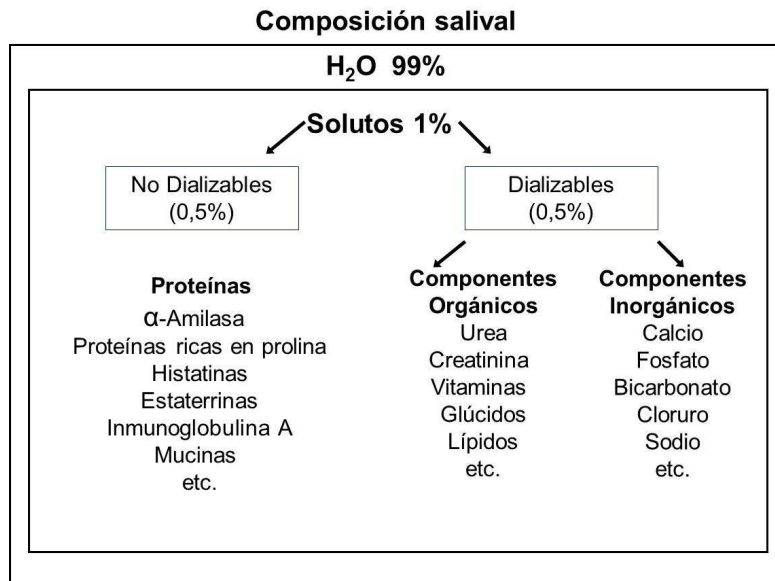 Composición salival
H₂O 99%
Solutos 1%
No Dializables
(0,5%)
Dializables
(0,5%)
Proteínas
α-Amilasa
Proteínas ricas en prolina
Histatinas
Estaterrinas
Inmunoglobulina A
Mucinas
etc.
Componentes
Orgánicos
Urea
Creatinina
Vitaminas
Glúcidos
Lípidos
etc.
Componentes
Inorgánicos
Calcio
Fosfato
Bicarbonato
Cloruro
Sodio
etc.